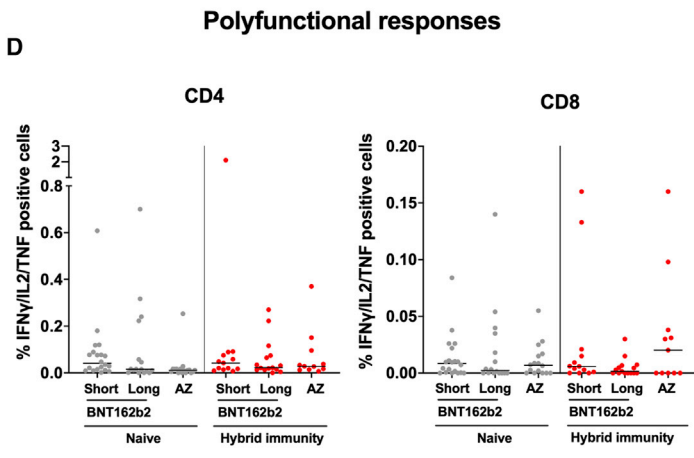 Polyfunctional responses
D
CD4
% IFNγ/IL2/TNF positive cells
3
2
0.8
0.6
0.4
0.2
0.0
Short Long AZ Short Long AZ
BNT162b2 BNT162b2
Naive Hybrid immunity
CD8
% IFNγ/IL2/TNF positive cells
0.20
0.15
0.10
0.05
0.00
Short Long AZ Short Long AZ
BNT162b2 BNT162b2
Naive Hybrid immunity